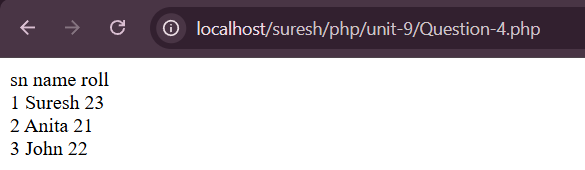 localhost/suresh/php/unit-9/Question-4.php
sn name roll
1 Suresh 23
2 Anita 21
3 John 22